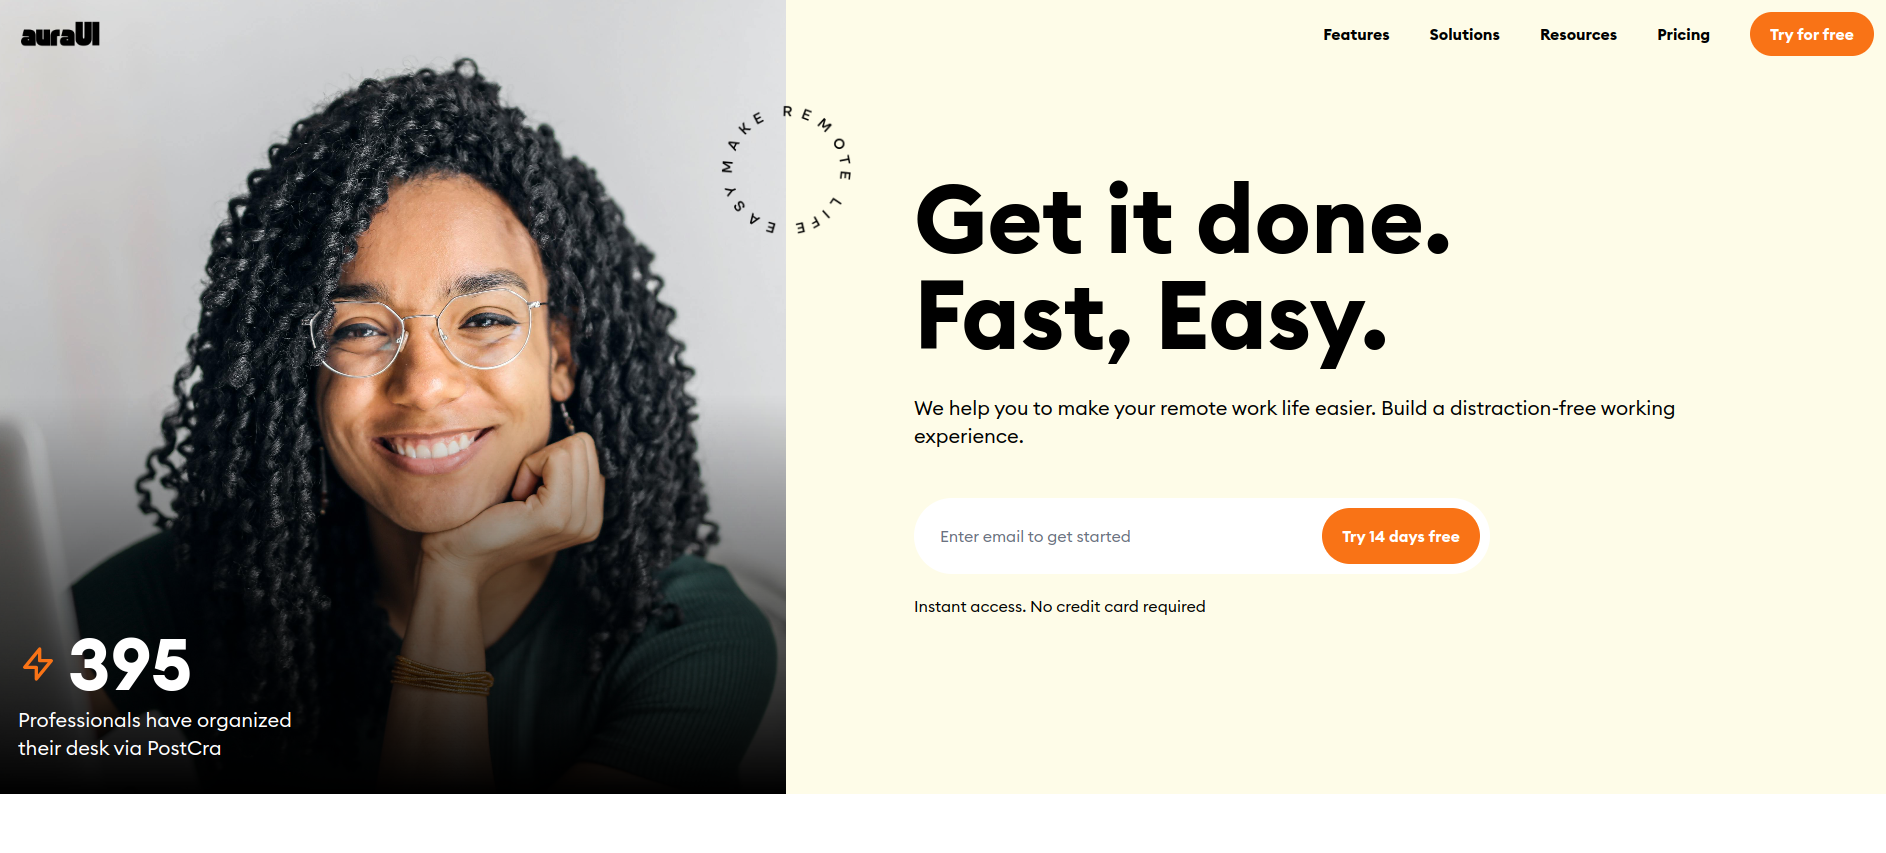 auraUI
Features
Solutions
Resources
Pricing
Try for free
MAKE REMOTE LIFE EASY
Get it done.
Fast, Easy.
We help you to make your remote work life easier. Build a distraction-free working
experience.
Enter email to get started
Try 14 days free
Instant access. No credit card required
395
Professionals have organized
their desk via PostCra